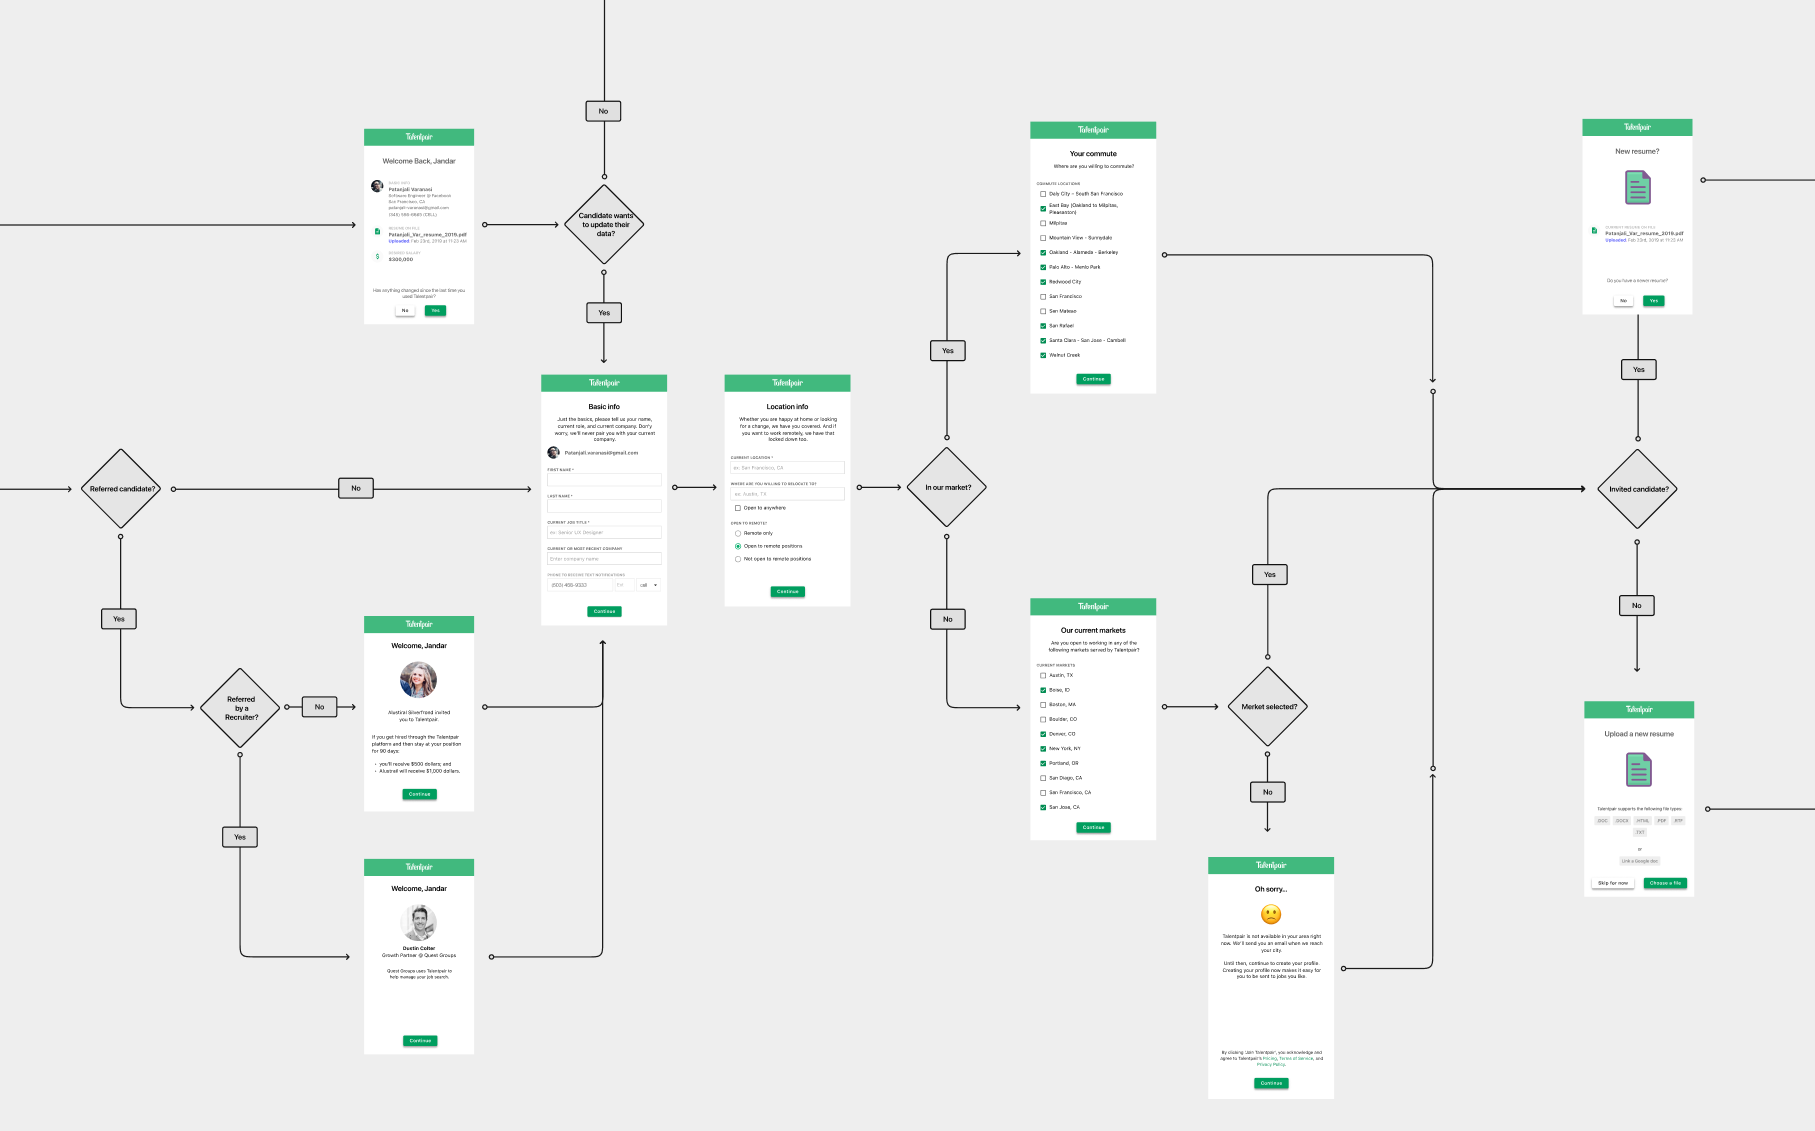 No
Talentpair
Welcome Back, Jandar
BASIC INFO
Patanjali Varanasi
Software Engineer @ Facebook
San Francisco, CA
patanjali-varanasi@gmail.com
(CELL)
RESUME ON FILE
Patanjali_Var_resume_2019.pdf
Uploaded: Feb 23rd, 2019 at 11:23 AM
DESIRED SALARY
$300,000
Has anything changed since the last time you
used Talentpair?
No
Yes
Candidate wants
to update their
data?
Yes
Talentpair
Your commute
Where are you willing to commute?
COMMUTE LOCATIONS
Daly City - South San Francisco
East Bay (Oakland to Milpitas,
Pleasanton)
Milpitas
Mountain View - Sunnydale
Oakland - Alameda - Berkeley
Palo Alto - Menlo Park
Redwood City
San Francisco
San Mateao
San Rafael
Santa Clara - San Jose - Cambell
Walnut Creek
Continue
Talentpair
New resume?
CURRENT RESUME ON FILE
Patanjali_Var_resume_2019.pdf
Uploaded: Feb 23rd, 2019 at 11:23 AM
Do you have a newer resume?
No
Yes
Yes
Yes
Referred candidate?
No
Talentpair
Basic info
Just the basics, please tell us your name,
current role, and current company. Don't
worry, we'll never pair you with your current
company.
Patanjali.varanasi@gmail.com
FIRST NAME *
LAST NAME *
CURRENT JOB TITLE *
ex: Senior UX Designer
CURRENT OR MOST RECENT COMPANY
Enter company name
PHONE TO RECEIVE TEXT NOTIFICATIONS
Ext
cell
Continue
Talentpair
Location info
Whether you are happy at home or looking
for a change, we have you covered. And if
you want to work remotely, we have that
locked down too.
CURRENT LOCATION *
ex: San Francisco, CA
WHERE ARE YOU WILLING TO RELOCATE TO?
ex: Austin, TX
Open to anywhere
OPEN TO REMOTE?
Remote only
Open to remote positions
Not open to remote positions
Continue
In our market?
Invited candidate?
Yes
No
Yes
No
Talentpair
Welcome, Jandar
Alustiral Silverfrond invited
you to Talentpair.
If you get hired through the Talentpair
platform and then stay at your position
for 90 days:
you'll receive $500 dollars; and
Alustrail will receive $1,000 dollars.
Continue
Referred
by a
Recruiter?
No
Yes
Talentpair
Our current markets
Are you open to working in any of the
following markets served by Talentpair?
CURRENT MARKETS
Austin, TX
Boise, ID
Boston, MA
Boulder, CO
Denver, CO
New York, NY
Portland, OR
San Diego, CA
San Francisco, CA
San Jose, CA
Continue
Merket selected?
No
Talentpair
Upload a new resume
Talentpair supports the following file types:
.DOC .DOCX .HTML .PDF .RTF
.TXT
or
Link a Google doc
Skip for now
Choose a file
Talentpair
Welcome, Jandar
Dustin Colter
Growth Partner @ Quest Groups
Quest Groups uses Talentpair to
help manage your job search.
Continue
Talentpair
Oh sorry...
Talentpair is not available in your area right
now. We'll send you an email when we reach
your city.
Until then, continue to create your profile.
Creating your profile now makes it easy for
you to be sent to jobs you like.
By clicking 'Join Talentpair', you acknowledge and
agree to Talentpair's Pricing, Terms of Service, and
Privacy Policy.
Continue